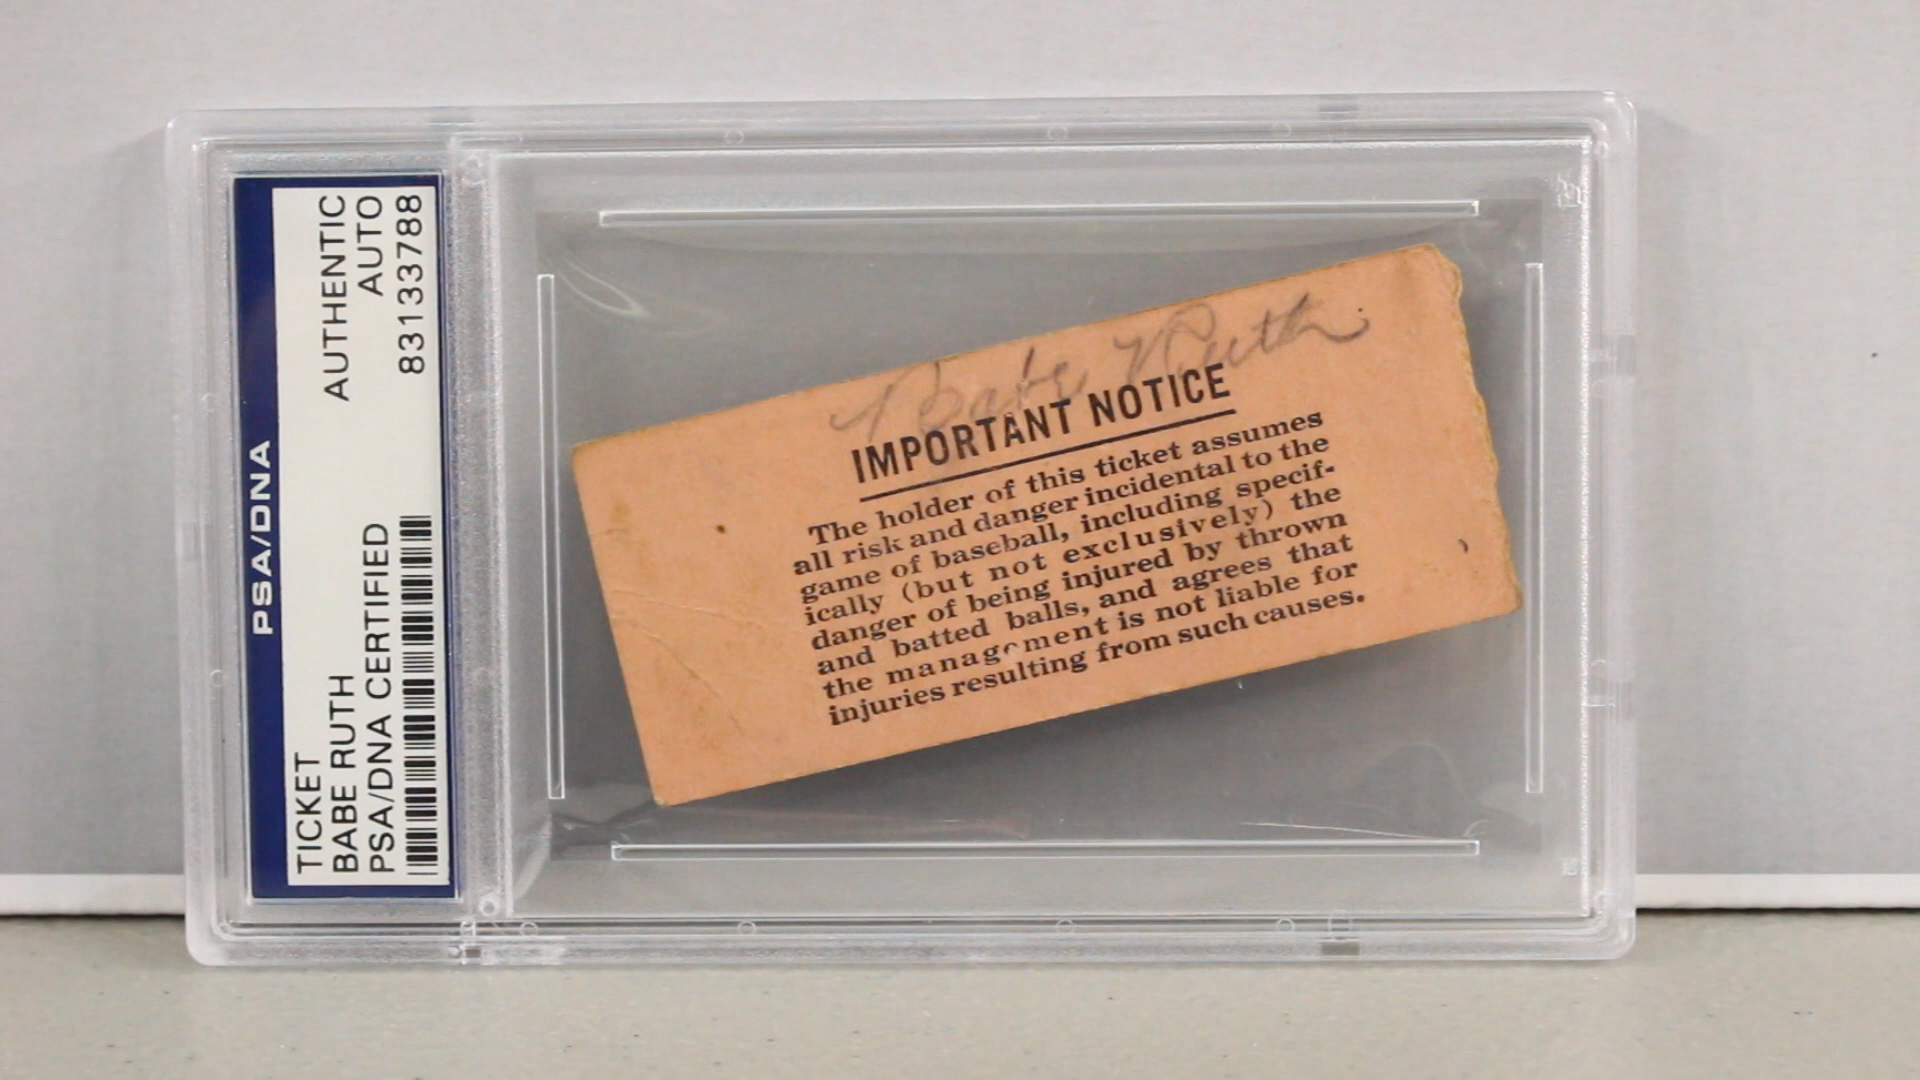 PSA/DNA
TICKET AUTHENTIC
BABE RUTH AUTO
PSA/DNA CERTIFIED 83133788
Babe Ruth
IMPORTANT NOTICE
The holder of this ticket assumes
all risk and danger incidental to the
game of baseball, including specif-
ically (but not exclusively) the
danger of being injured by thrown
and batted balls, and agrees that
the management is not liable for
injuries resulting from such causes.